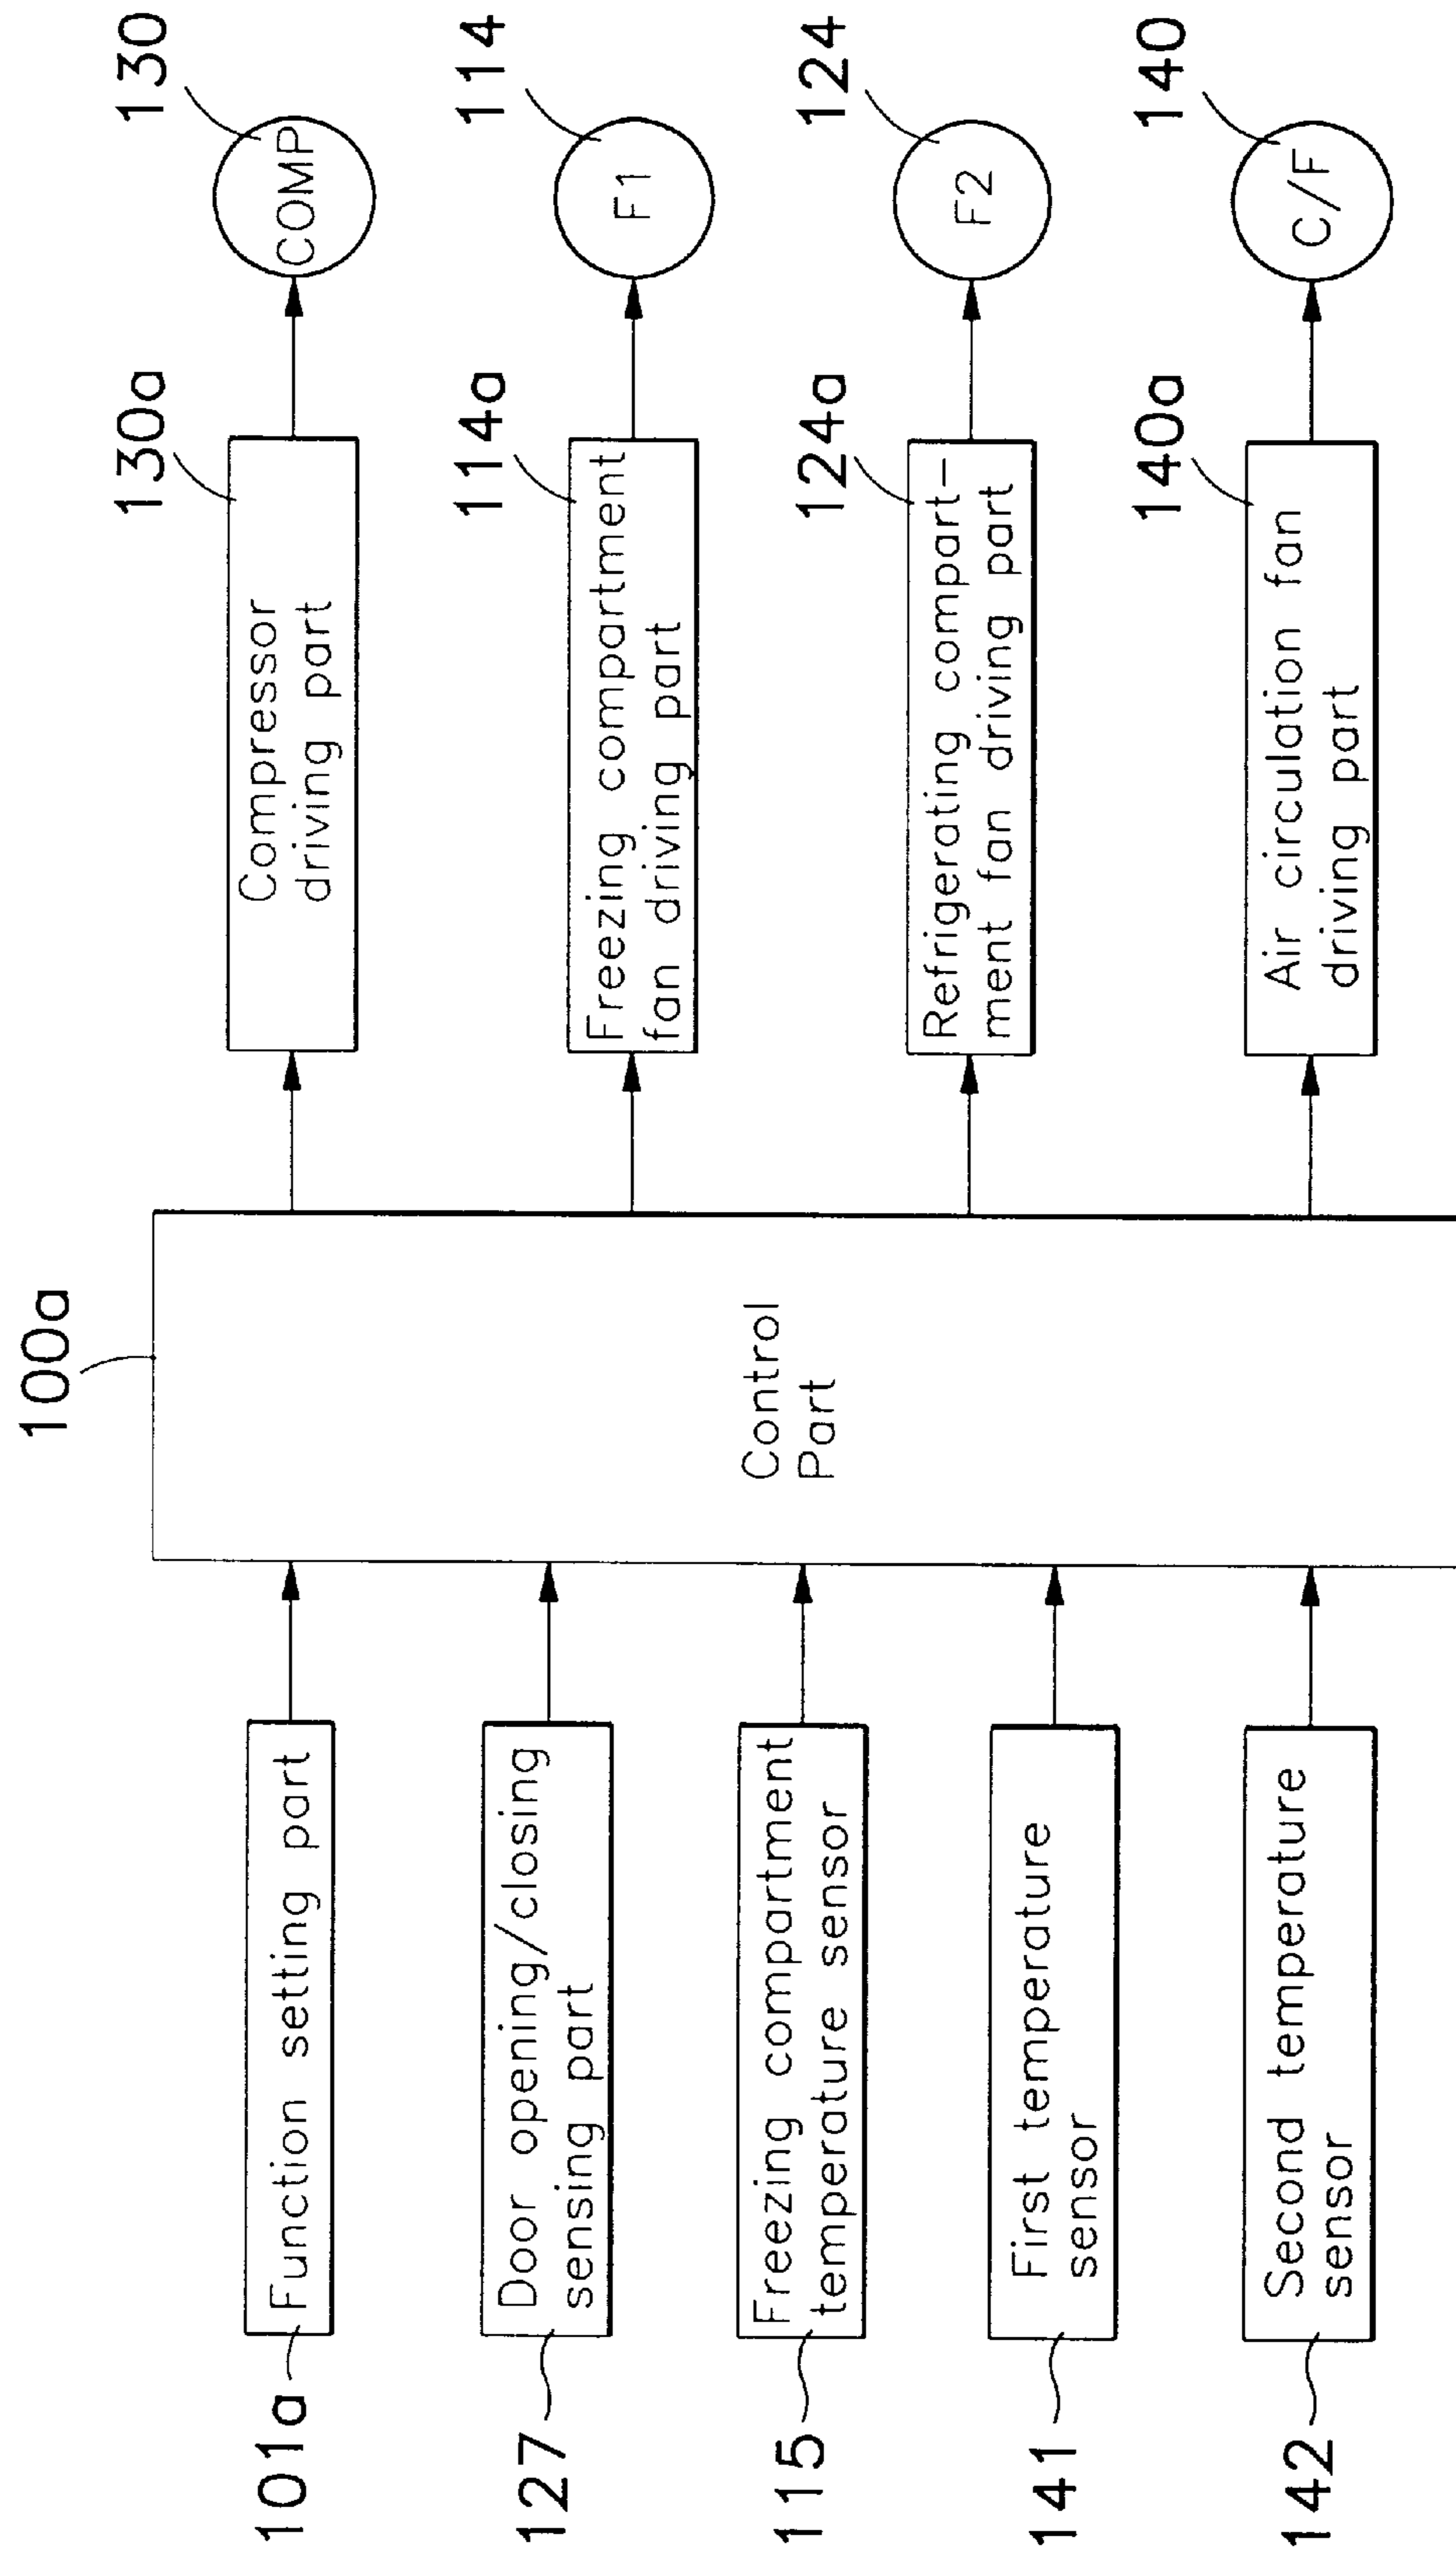 100a
101a
Function setting part
127
Door opening/closing
sensing part
115
Freezing compartment
temperature sensor
141
First temperature
sensor
142
Second temperature
sensor
Control
Part
130a
Compressor
driving part
130
COMP
114a
Freezing compartment
fan driving part
114
F1
124a
Refrigerating compart-
ment fan driving part
124
F2
140a
Air circulation fan
driving part
140
C/F